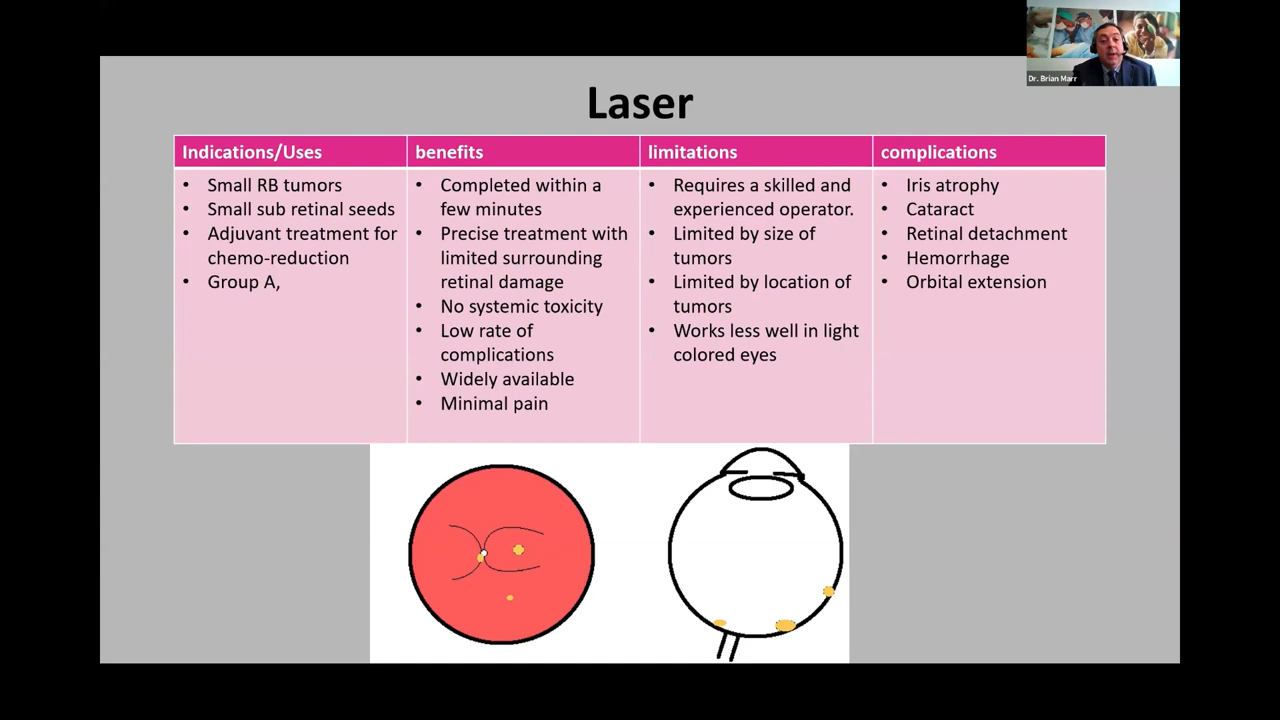 Dr. Brian Marr
Laser
Indications/Uses
• Small RB tumors
• Small sub retinal seeds
• Adjuvant treatment for
chemo-reduction
• Group A,
benefits
• Completed within a
few minutes
• Precise treatment with
limited surrounding
retinal damage
• No systemic toxicity
• Low rate of
complications
• Widely available
• Minimal pain
limitations
• Requires a skilled and
experienced operator.
• Limited by size of
tumors
• Limited by location of
tumors
• Works less well in light
colored eyes
complications
• Iris atrophy
• Cataract
• Retinal detachment
• Hemorrhage
• Orbital extension